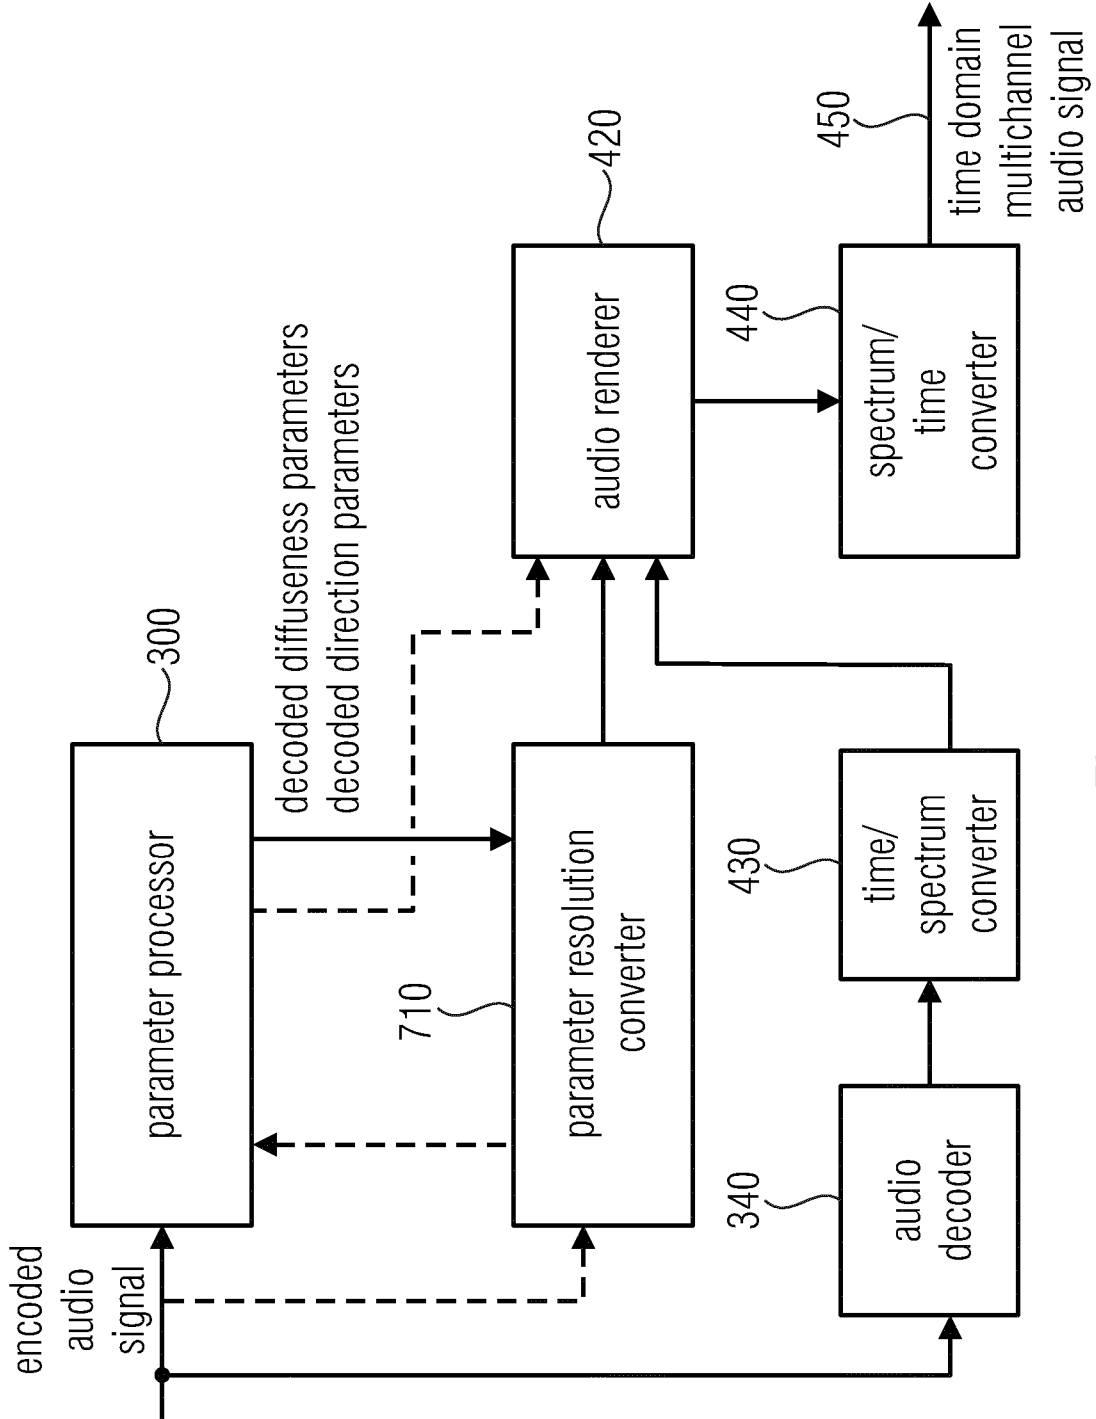 encoded
audio
signal
parameter processor
300
decoded diffuseness parameters
decoded direction parameters
710
parameter resolution
converter
audio renderer
420
340
audio
decoder
430
time/
spectrum
converter
440
spectrum/
time
converter
450
time domain
multichannel
audio signal